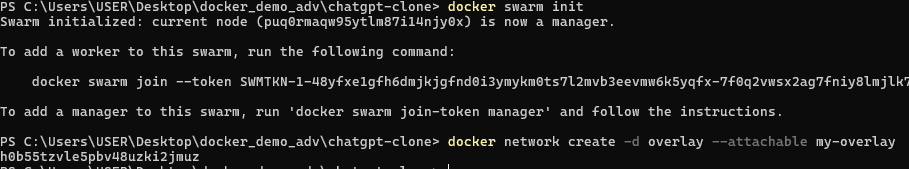 PS C:\Users\USER\Desktop\docker_demo_adv\chatgpt-clone> docker swarm init
Swarm initialized: current node (puq0rmaqw95ytlm87i14njy0x) is now a manager.
To add a worker to this swarm, run the following command:
docker swarm join --token SWMTKN-1-48yfxe1gfh6dmjkjgfnd0i3ymykm0ts7l2mvb3eevmw6k5yqfx-7f0q2vwsx2ag7fniy8lmjlk7
To add a manager to this swarm, run 'docker swarm join-token manager' and follow the instructions.
PS C:\Users\USER\Desktop\docker_demo_adv\chatgpt-clone> docker network create -d overlay --attachable my-overlay
h0b55tzvle5pbv48uzki2jmuz